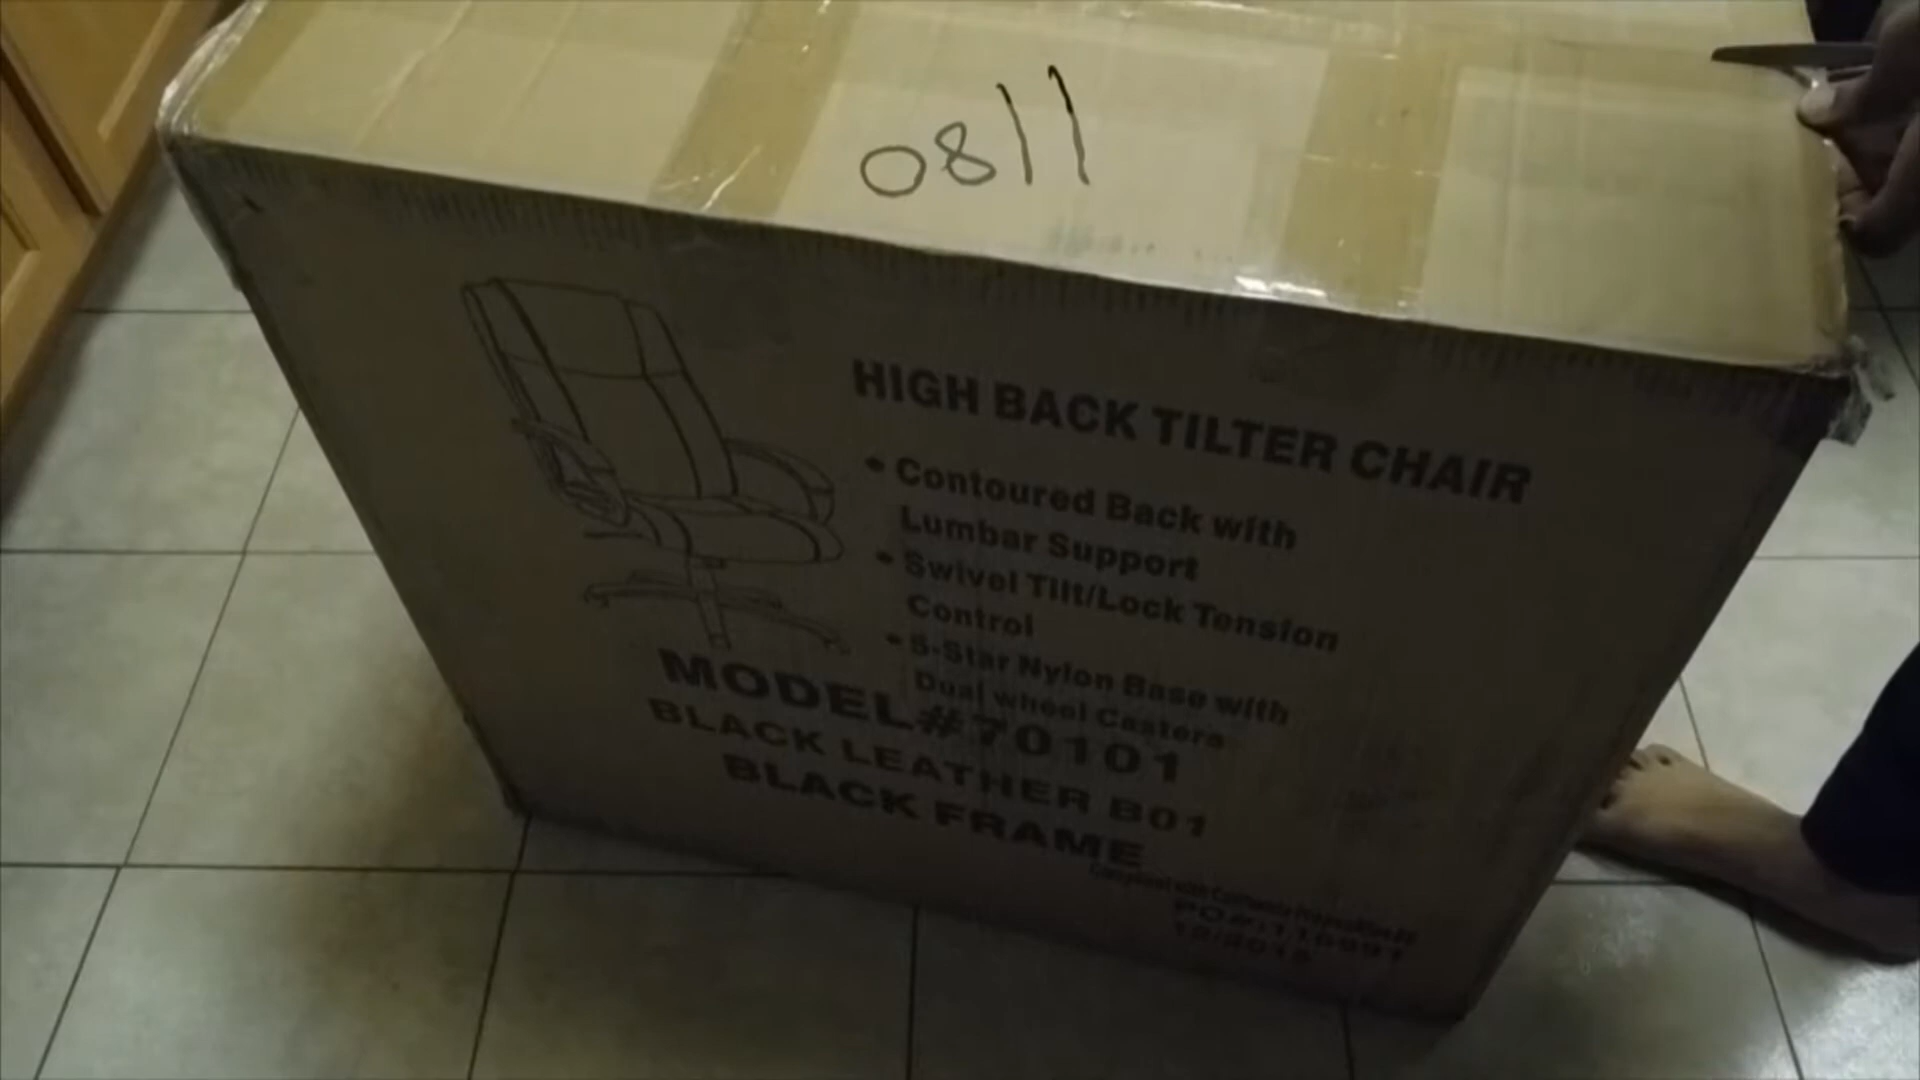 0811
HIGH BACK TILTER CHAIR
• Contoured Back with
Lumbar Support
• Swivel Tilt/Lock Tension
Control
• 5-Star Nylon Base with
Dual wheel Casters
MODEL#70101
BLACK LEATHER B01
BLACK FRAME